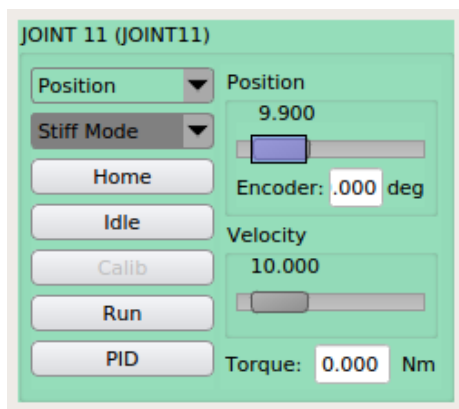 JOINT 11 (JOINT11)
Position
Stiff Mode
Home
Idle
Calib
Run
PID
Position
9.900
Encoder: .000 deg
Velocity
10.000
Torque: 0.000 Nm